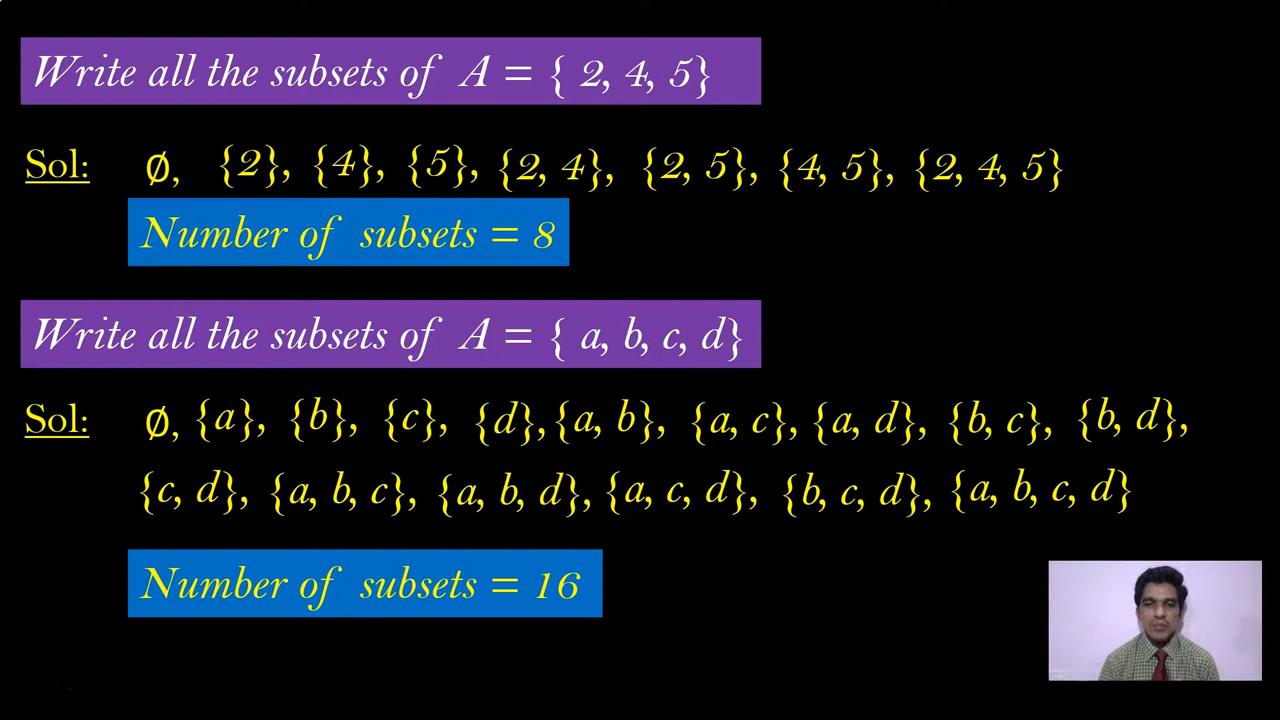 Write all the subsets of A = { 2, 4, 5}
Sol: ∅, {2}, {4}, {5}, {2, 4}, {2, 5}, {4, 5}, {2, 4, 5}
Number of subsets = 8
Write all the subsets of A = { a, b, c, d}
Sol: ∅, {a}, {b}, {c}, {d}, {a, b}, {a, c}, {a, d}, {b, c}, {b, d},
{c, d}, {a, b, c}, {a, b, d}, {a, c, d}, {b, c, d}, {a, b, c, d}
Number of subsets = 16